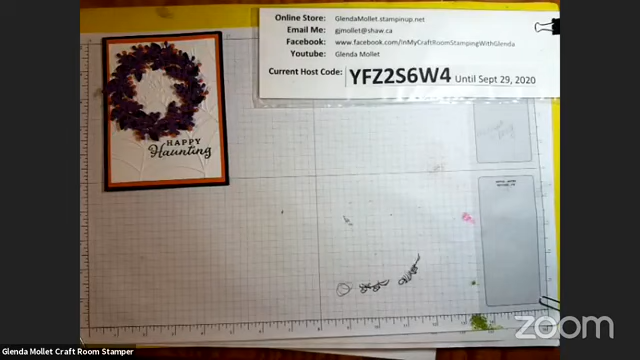 Online Store: GlendaMollet.stampinup.net
Email Me: gjmollet@shaw.ca
Facebook: www.facebook.com/InMyCraftRoomStampingWithGlenda
Youtube: Glenda Mollet
Current Host Code: YFZ2S6W4 Until Sept 29, 2020
HAPPY
Haunting
zoom
Glenda Mollet Craft Room Stamper